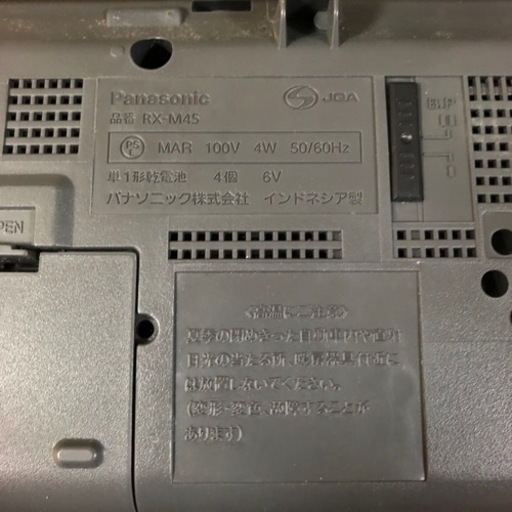 Panasonic
JQA
品番 RX-M45
PS E MAR 100V 4W 50/60Hz
単1形乾電池 4個 6V
パナソニック株式会社 インドネシア製
OPEN
〈高温にご注意〉
夏季の閉めきった自動車内や直射
日光の当たる所、暖房器具付近に
は放置しないでください。
(変形・変色、故障することが
あります)